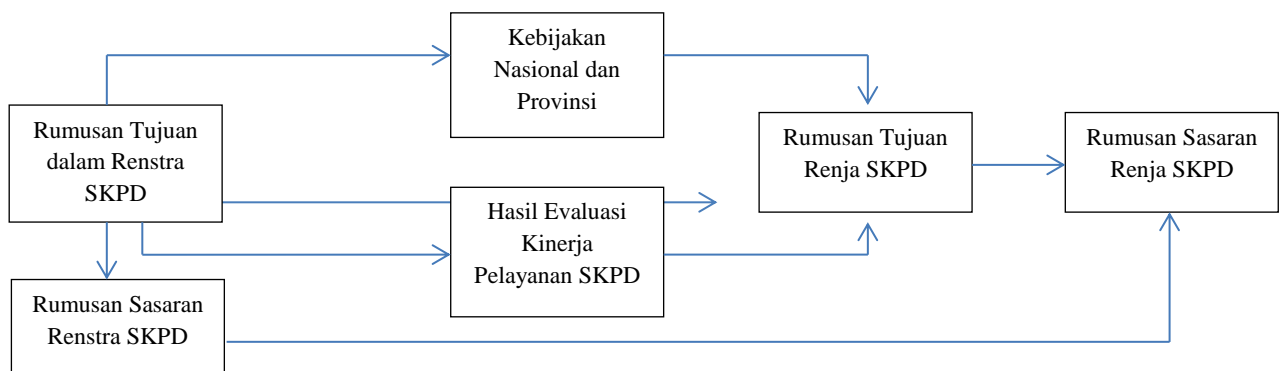 Kebijakan
Nasional dan
Provinsi
Rumusan Tujuan
dalam Renstra
SKPD
Rumusan Tujuan
Renja SKPD
Rumusan Sasaran
Renja SKPD
Hasil Evaluasi
Kinerja
Pelayanan SKPD
Rumusan Sasaran
Renstra SKPD